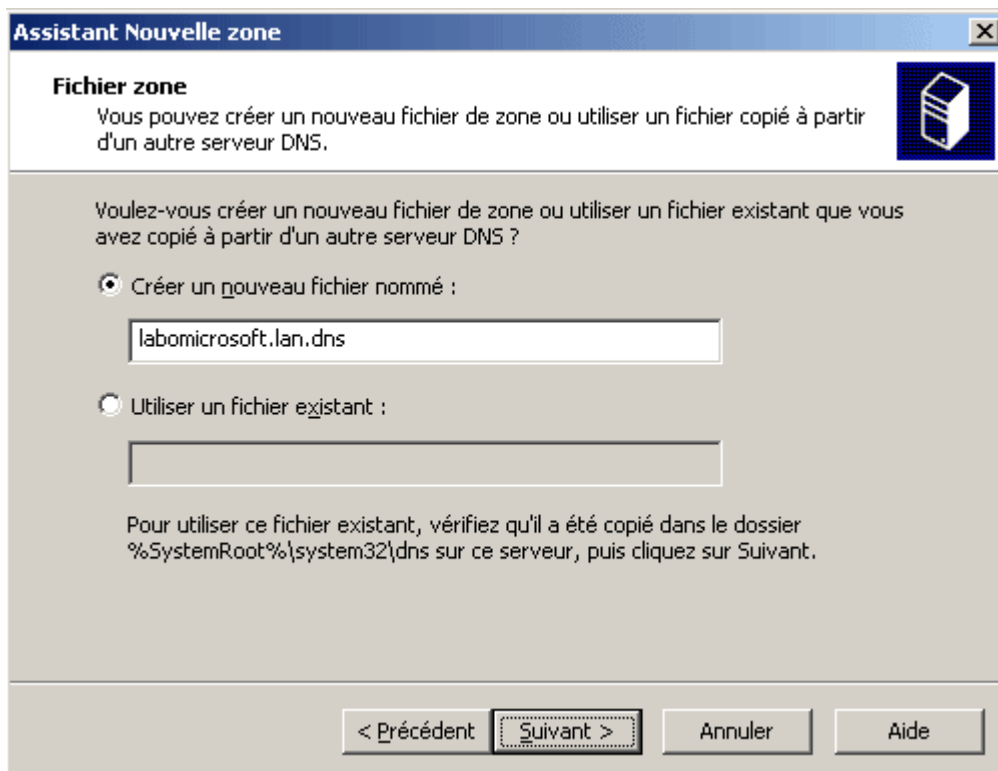 Assistant Nouvelle zone
Fichier zone
Vous pouvez créer un nouveau fichier de zone ou utiliser un fichier copié à partir
d'un autre serveur DNS.
Voulez-vous créer un nouveau fichier de zone ou utiliser un fichier existant que vous
avez copié à partir d'un autre serveur DNS ?
Créer un nouveau fichier nommé :
labomicrosoft.lan.dns
Utiliser un fichier existant :
Pour utiliser ce fichier existant, vérifiez qu'il a été copié dans le dossier
%SystemRoot%\system32\dns sur ce serveur, puis cliquez sur Suivant.
< Précédent Suivant > Annuler Aide